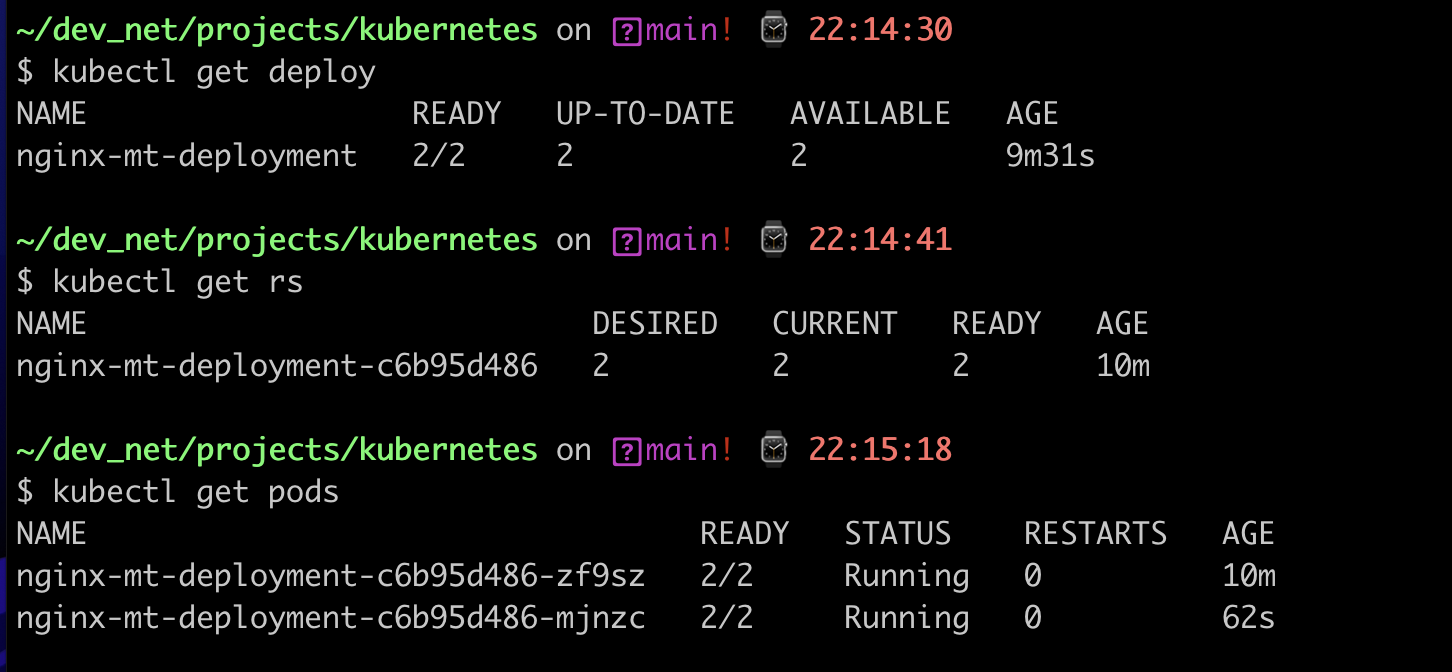 ~/dev_net/projects/kubernetes on ?main! 22:14:30
$ kubectl get deploy
NAME READY UP-TO-DATE AVAILABLE AGE
nginx-mt-deployment 2/2 2 2 9m31s
~/dev_net/projects/kubernetes on ?main! 22:14:41
$ kubectl get rs
NAME DESIRED CURRENT READY AGE
nginx-mt-deployment-c6b95d486 2 2 2 10m
~/dev_net/projects/kubernetes on ?main! 22:15:18
$ kubectl get pods
NAME READY STATUS RESTARTS AGE
nginx-mt-deployment-c6b95d486-zf9sz 2/2 Running 0 10m
nginx-mt-deployment-c6b95d486-mjnzc 2/2 Running 0 62s